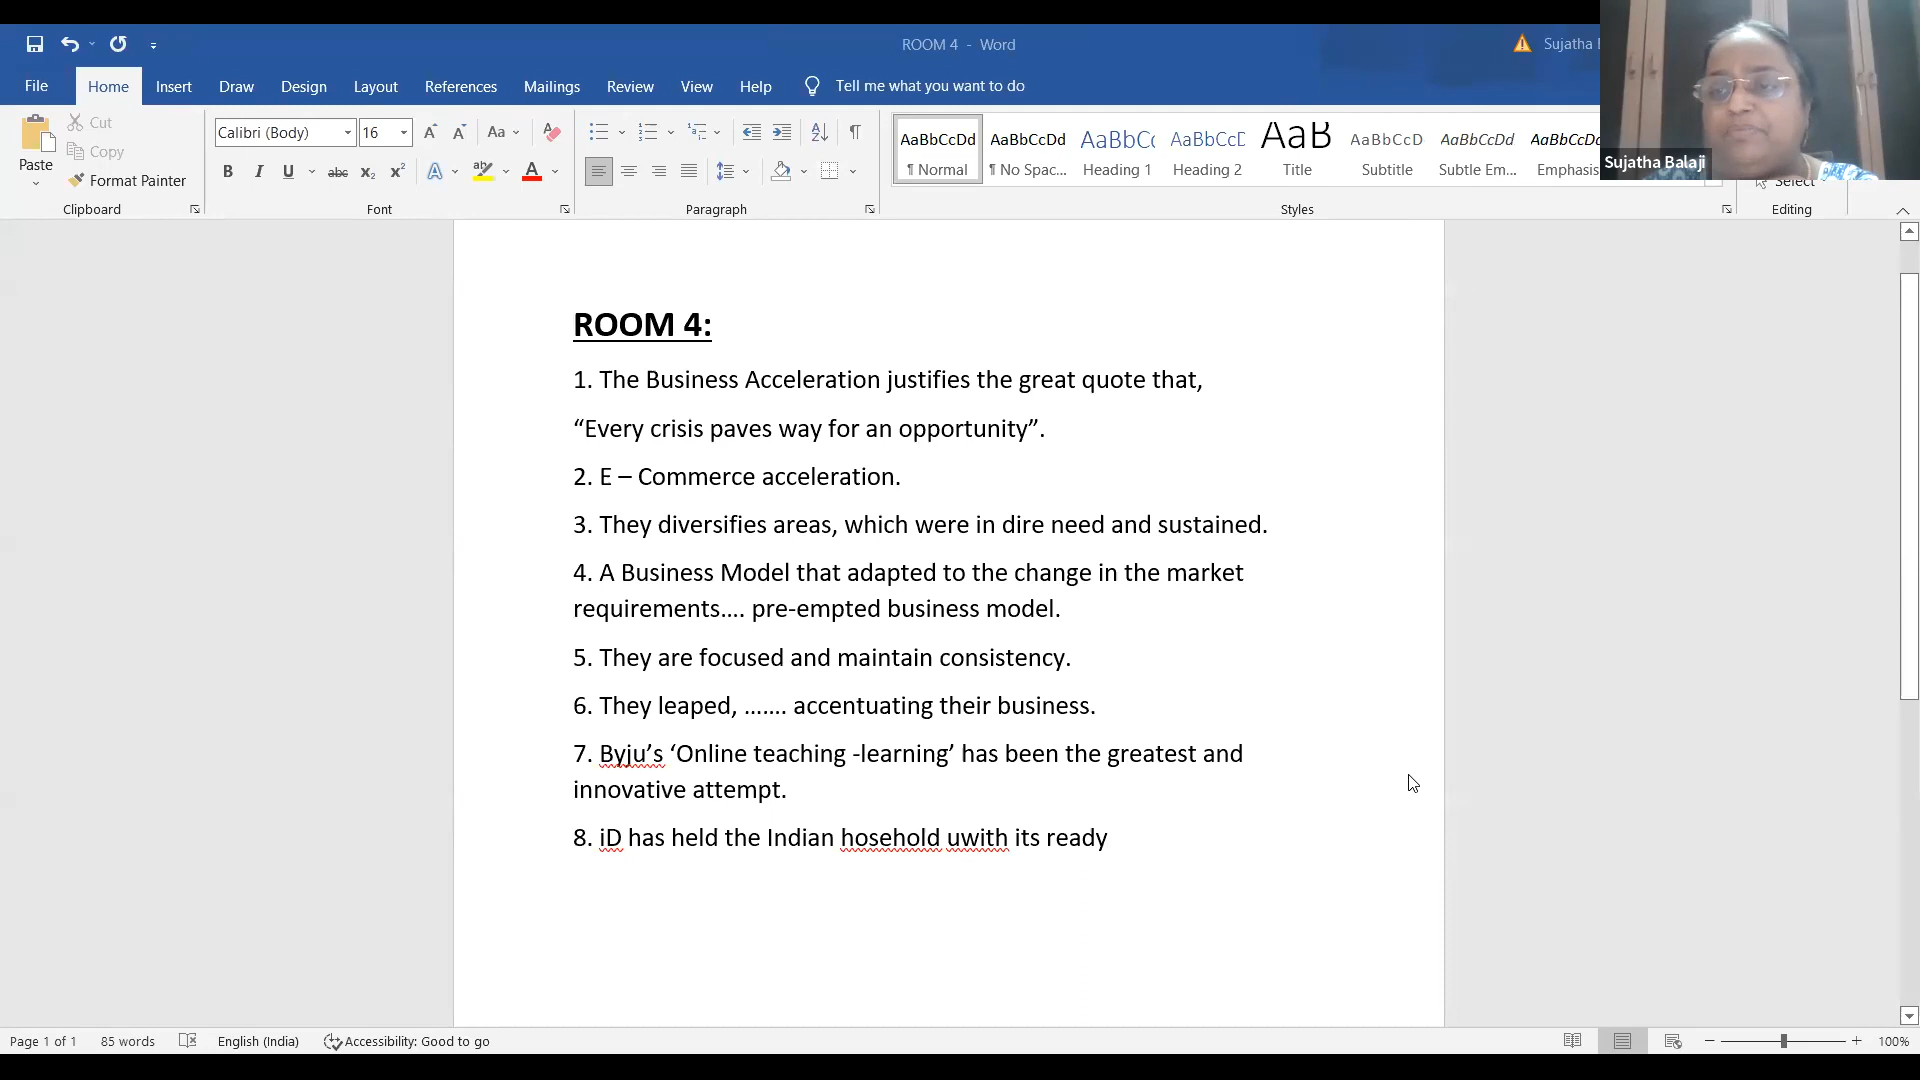 ROOM 4 - Word
Sujatha
File Home Insert Draw Design Layout References Mailings Review View Help Tell me what you want to do
Paste
Cut
Copy
Format Painter
Clipboard
Calibri (Body) 16
Font
Paragraph
AaBbCcDd AaBbCcDd AaBbCc AaBbCcD AaB AaBbCcD AaBbCcDd AaBbCcDd
¶ Normal ¶ No Spac... Heading 1 Heading 2 Title Subtitle Subtle Em... Emphasis
Styles
Select
Editing
Sujatha Balaji
ROOM 4:
1. The Business Acceleration justifies the great quote that,
“Every crisis paves way for an opportunity”.
2. E – Commerce acceleration.
3. They diversifies areas, which were in dire need and sustained.
4. A Business Model that adapted to the change in the market
requirements…. pre-empted business model.
5. They are focused and maintain consistency.
6. They leaped, ……. accentuating their business.
7. Byju’s ‘Online teaching -learning’ has been the greatest and
innovative attempt.
8. iD has held the Indian hosehold uwith its ready
Page 1 of 1 85 words English (India) Accessibility: Good to go 100%